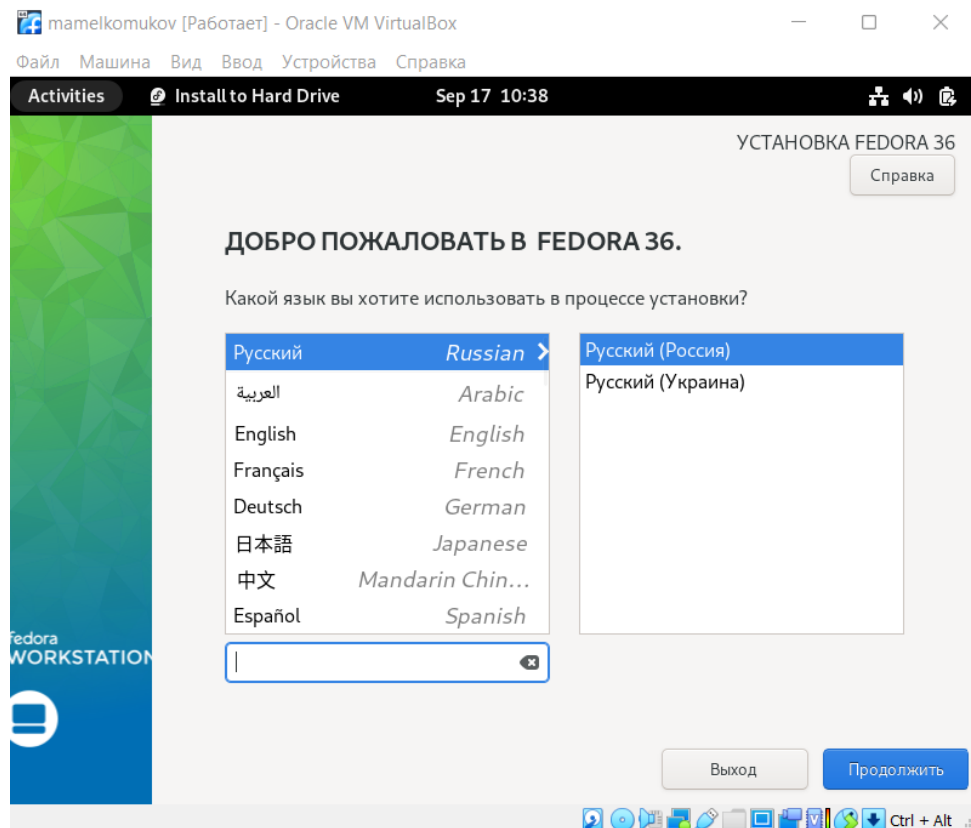 mamelkomukov [Работает] - Oracle VM VirtualBox
Файл Машина Вид Ввод Устройства Справка
Activities Install to Hard Drive Sep 17 10:38
УСТАНОВКА FEDORA 36
Справка
ДОБРО ПОЖАЛОВАТЬ В FEDORA 36.
Какой язык вы хотите использовать в процессе установки?
Русский Russian Русский (Россия)
العربية Arabic Русский (Украина)
English English
Français French
Deutsch German
日本語 Japanese
中文 Mandarin Chin...
Español Spanish
fedora
WORKSTATION
Выход Продолжить
Ctrl + Alt